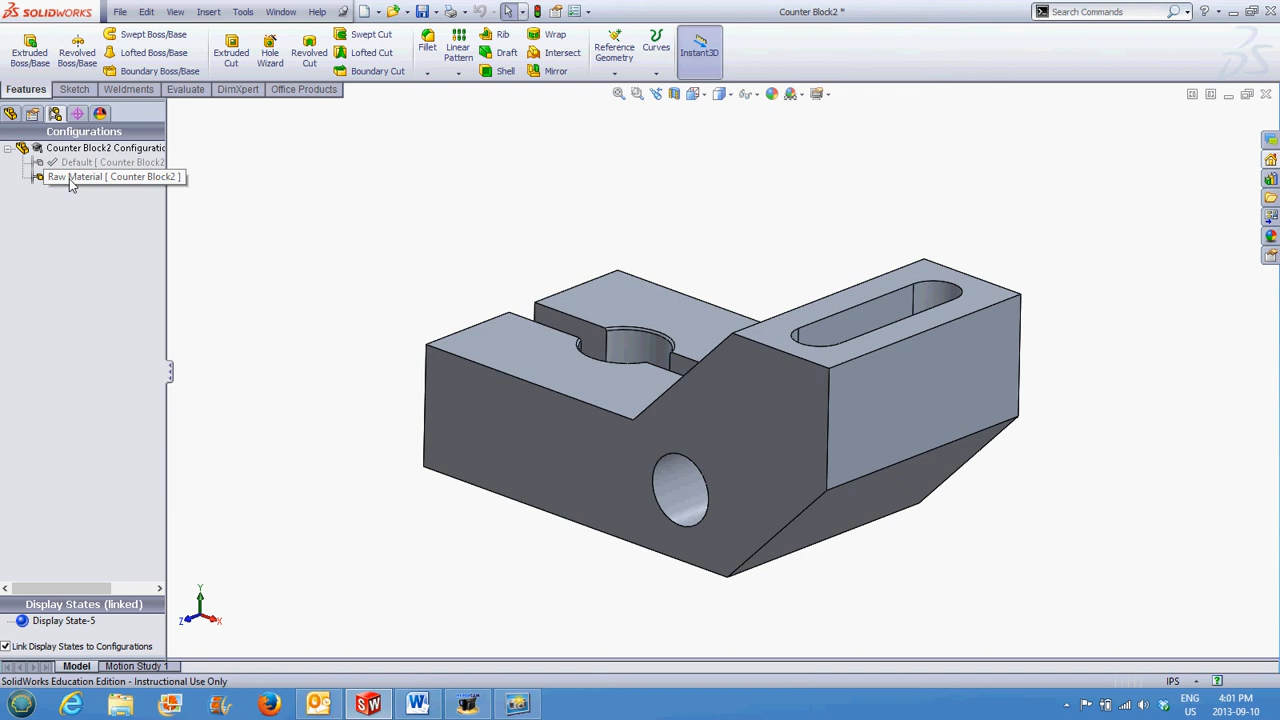 SOLIDWORKS File Edit View Insert Tools Window Help Counter Block2 * Search Commands
Extruded Boss/Base Revolved Boss/Base Swept Boss/Base Lofted Boss/Base Boundary Boss/Base Extruded Cut Hole Wizard Revolved Cut Swept Cut Lofted Cut Boundary Cut Fillet Linear Pattern Rib Draft Shell Wrap Intersect Mirror Reference Geometry Curves Instant3D
Features Sketch Weldments Evaluate DimXpert Office Products
Configurations
Counter Block2 Configuratio
Default [ Counter Block2
Raw Material [ Counter Block2 ]
Y
Z X
Display States (linked)
Display State-5
Link Display States to Configurations
Model Motion Study 1
SolidWorks Education Edition - Instructional Use Only IPS
ENG 4:01 PM
US 2013-09-10